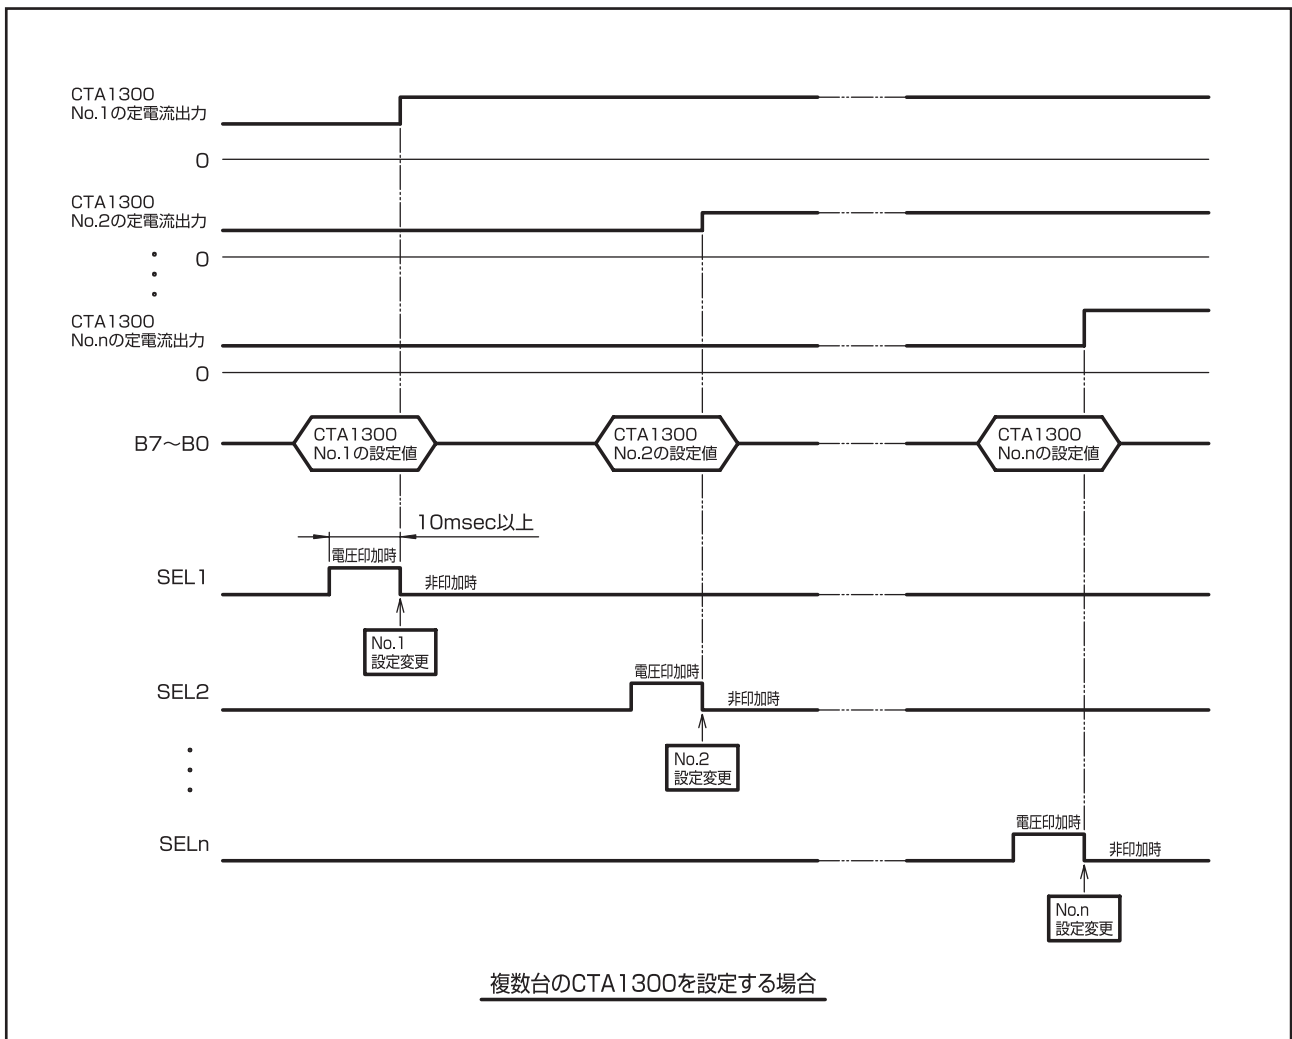 CTA1300
No.1の定電流出力
0
CTA1300
No.2の定電流出力
0
CTA1300
No.nの定電流出力
0
B7～B0
CTA1300
No.1の設定値
CTA1300
No.2の設定値
CTA1300
No.nの設定値
10msec以上
電圧印加時
SEL1
非印加時
No.1
設定変更
電圧印加時
SEL2
非印加時
No.2
設定変更
電圧印加時
SELn
非印加時
No.n
設定変更
複数台のCTA1300を設定する場合